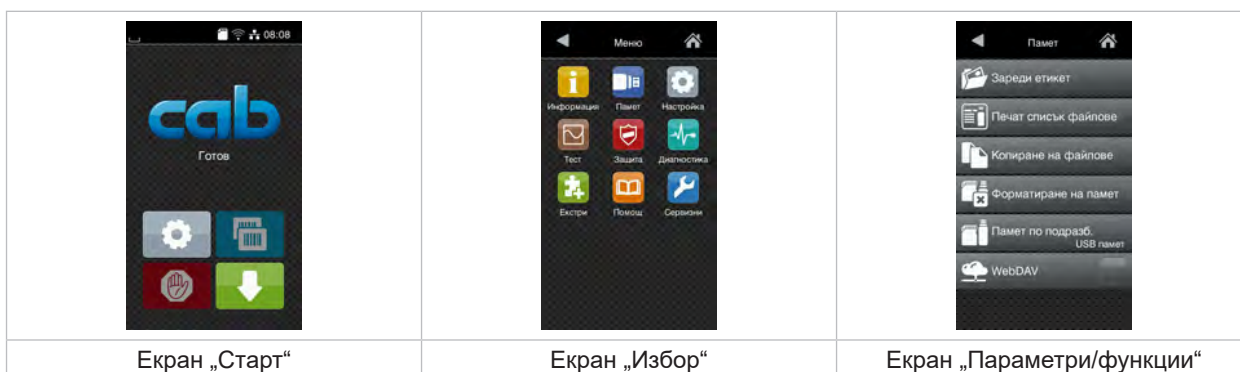 08:08
cab
Готов
Екран „Старт“
Меню
Информация Памет Настройка
Тест Защита Диагностика
Екстри Помощ Сервизни
Екран „Избор“
Памет
Зареди етикет
Печат списък файлове
Копиране на файлове
Форматиране на памет
Памет по подразб.
USB памет
WebDAV
Екран „Параметри/функции“